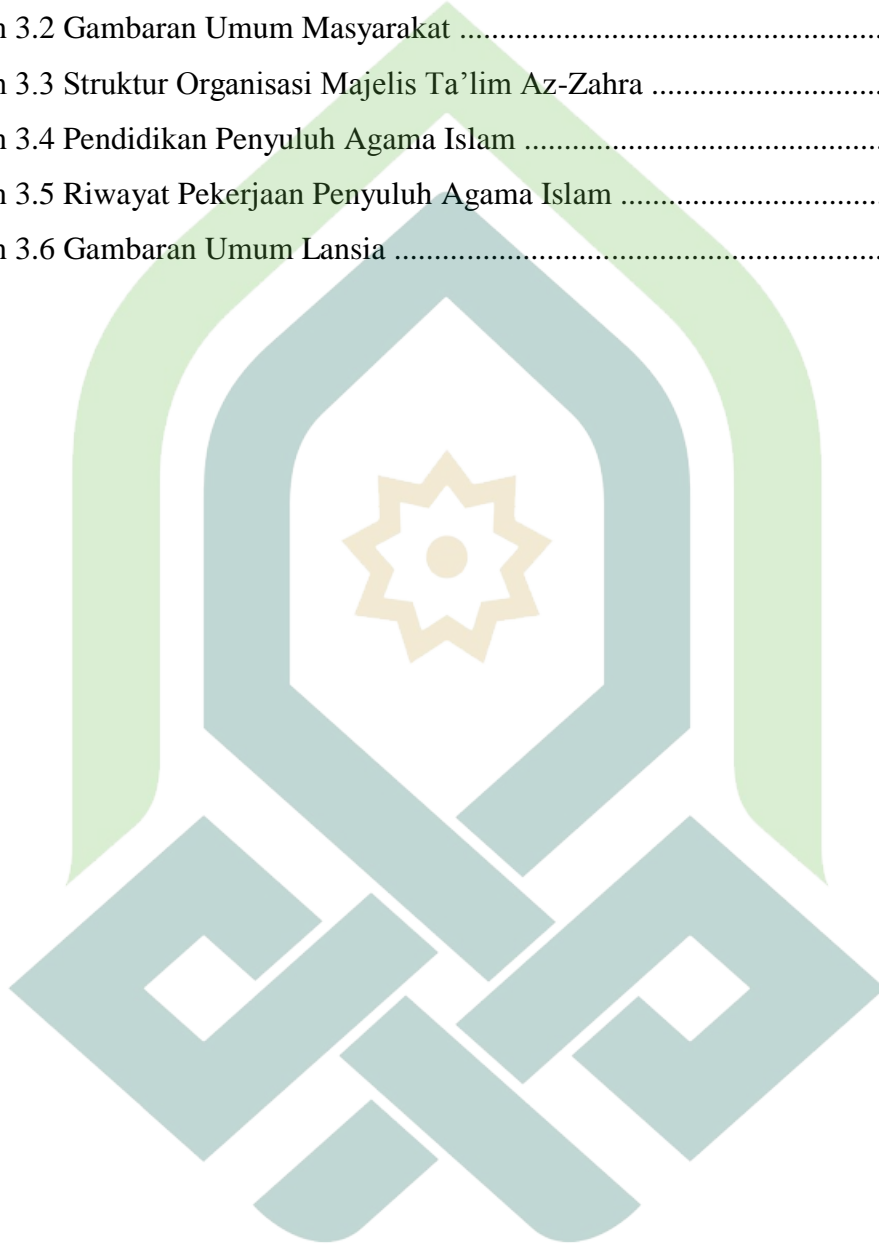 n 3.2 Gambaran Umum Masyarakat ....................................................
n 3.3 Struktur Organisasi Majelis Ta’lim Az-Zahra ............................
n 3.4 Pendidikan Penyuluh Agama Islam ............................................
n 3.5 Riwayat Pekerjaan Penyuluh Agama Islam ................................
n 3.6 Gambaran Umum Lansia ............................................................